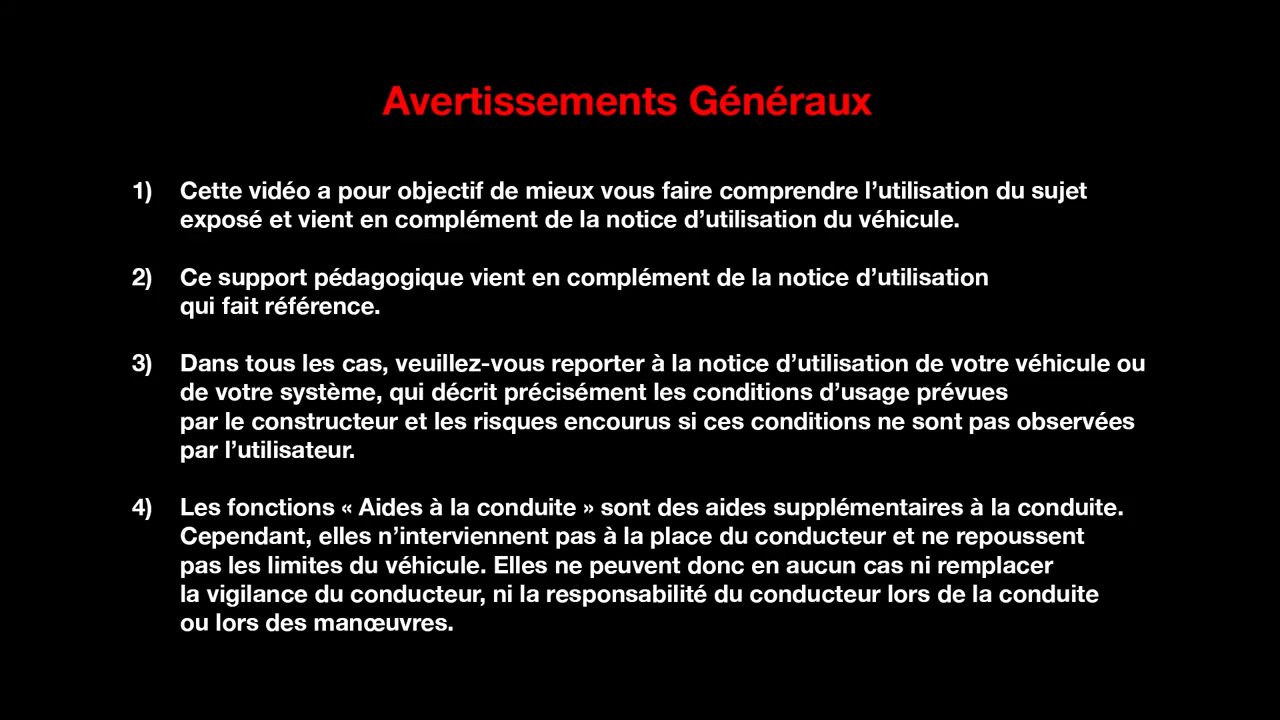 Avertissements Généraux
1) Cette vidéo a pour objectif de mieux vous faire comprendre l’utilisation du sujet
exposé et vient en complément de la notice d’utilisation du véhicule.
2) Ce support pédagogique vient en complément de la notice d’utilisation
qui fait référence.
3) Dans tous les cas, veuillez-vous reporter à la notice d’utilisation de votre véhicule ou
de votre système, qui décrit précisément les conditions d’usage prévues
par le constructeur et les risques encourus si ces conditions ne sont pas observées
par l’utilisateur.
4) Les fonctions « Aides à la conduite » sont des aides supplémentaires à la conduite.
Cependant, elles n’interviennent pas à la place du conducteur et ne repoussent
pas les limites du véhicule. Elles ne peuvent donc en aucun cas ni remplacer
la vigilance du conducteur, ni la responsabilité du conducteur lors de la conduite
ou lors des manœuvres.